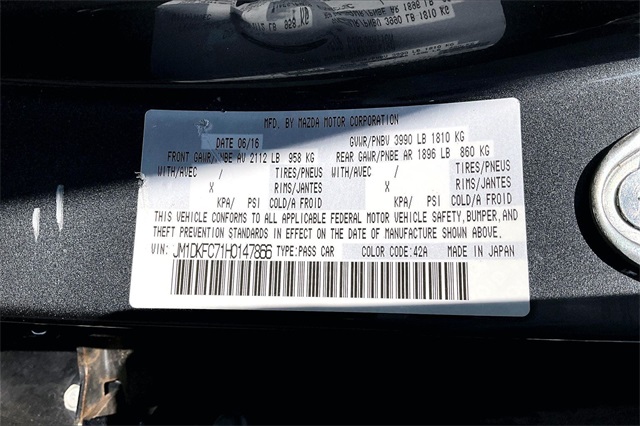 MFD. BY MAZDA MOTOR CORPORATION
DATE 06/16 GVWR/PNBV 3990 LB 1810 KG
FRONT GAWR/PNBE AV 2112 LB 958 KG REAR GAWR/PNBE AR 1896 LB 860 KG
WITH/AVEC / TIRES/PNEUS WITH/AVEC / TIRES/PNEUS
X RIMS/JANTES X RIMS/JANTES
KPA/ PSI COLD/A FROID KPA/ PSI COLD/A FROID
THIS VEHICLE CONFORMS TO ALL APPLICABLE FEDERAL MOTOR VEHICLE SAFETY, BUMPER, AND
THEFT PREVENTION STANDARDS IN EFFECT ON THE DATE OF MANUFACTURE SHOWN ABOVE.
VIN: JM1DKFC71H0147866 TYPE:PASS CAR COLOR CODE:42A MADE IN JAPAN